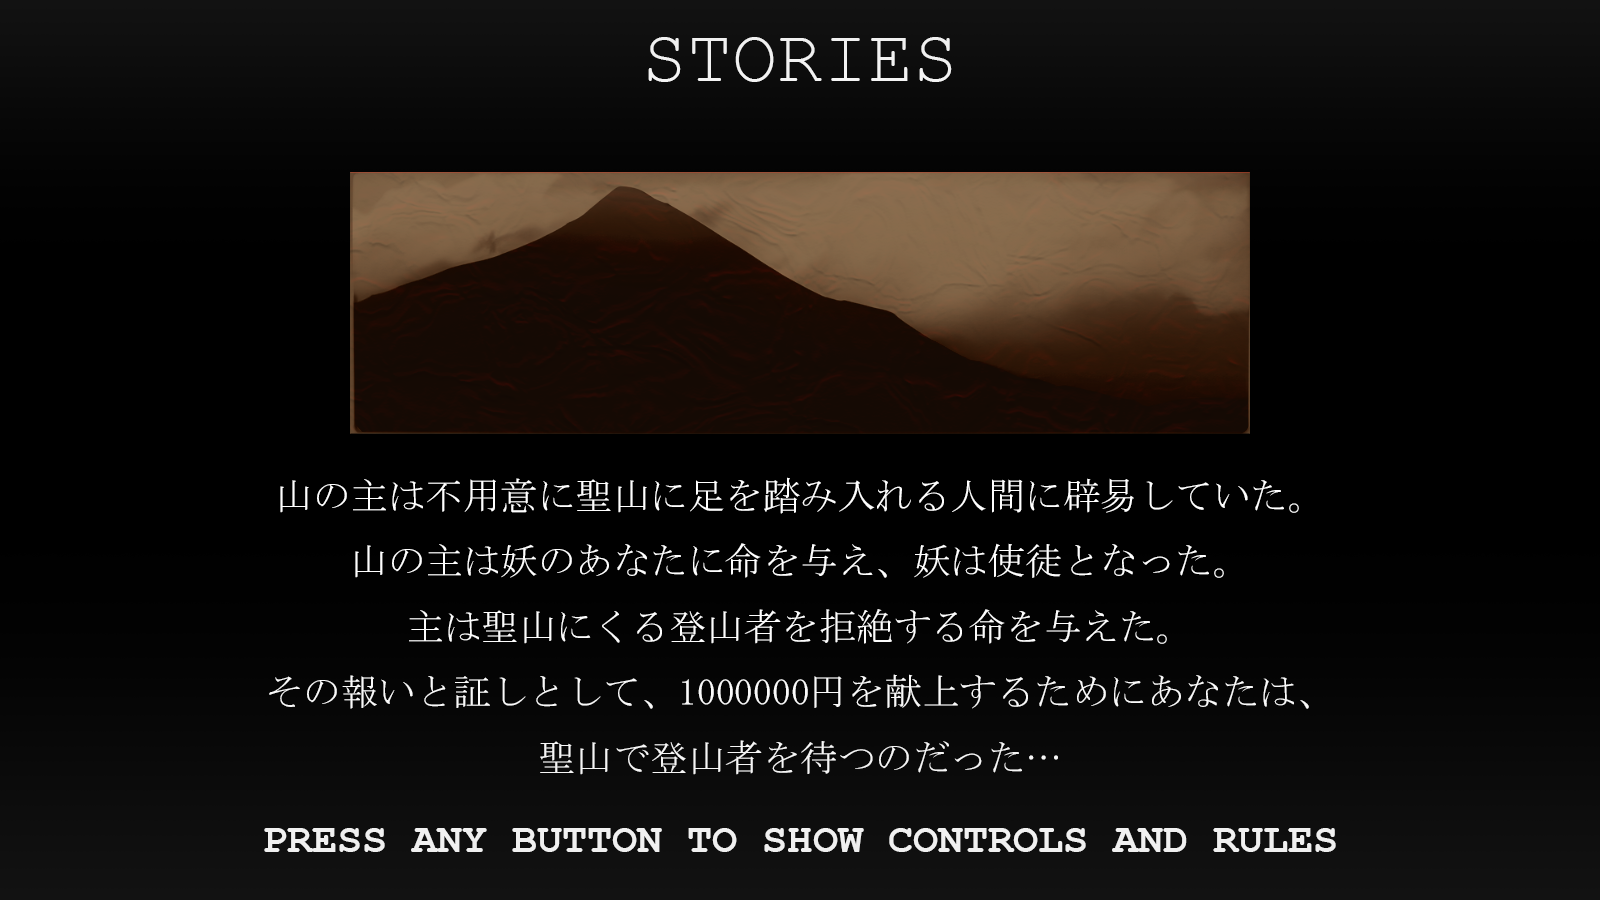 STORIES
山の主は不用意に聖山に足を踏み入れる人間に辟易していた。
山の主は妖のあなたに命を与え、妖は使徒となった。
主は聖山にくる登山者を拒絶する命を与えた。
その報いと証しとして、1000000円を献上するためにあなたは、
聖山で登山者を待つのだった…
PRESS ANY BUTTON TO SHOW CONTROLS AND RULES